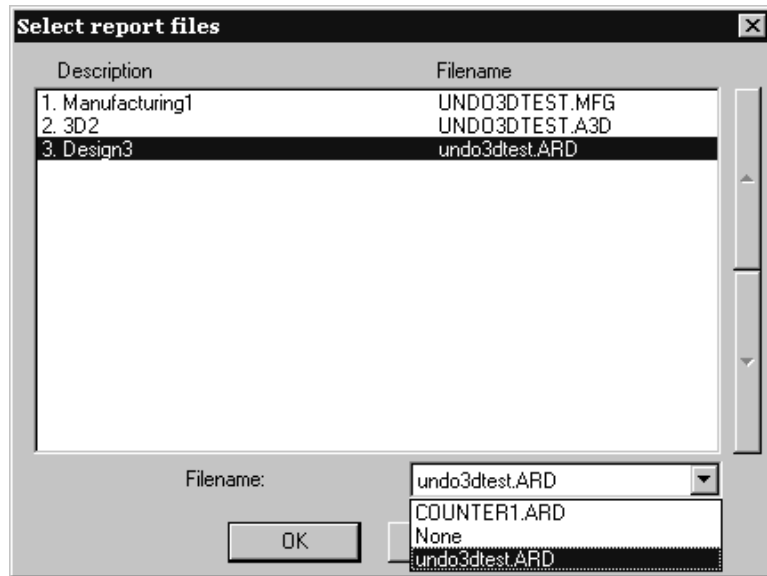 Select report files
Description Filename
1. Manufacturing1 UNDO3DTEST.MFG
2. 3D2 UNDO3DTEST.A3D
3. Design3 undo3dtest.ARD
Filename: undo3dtest.ARD
COUNTER1.ARD
OK None
undo3dtest.ARD